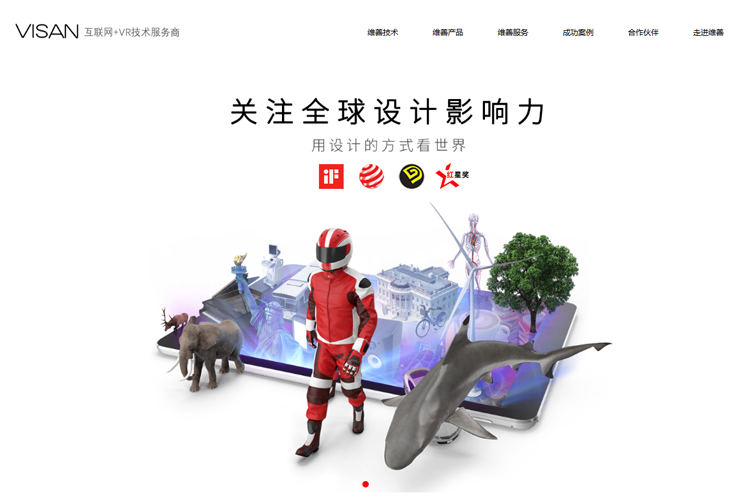 VISAN 互联网+VR技术服务商
维善技术 维善产品 维善服务 成功案例 合作伙伴 走进维善
关注全球设计影响力
用设计的方式看世界
iF
红星奖